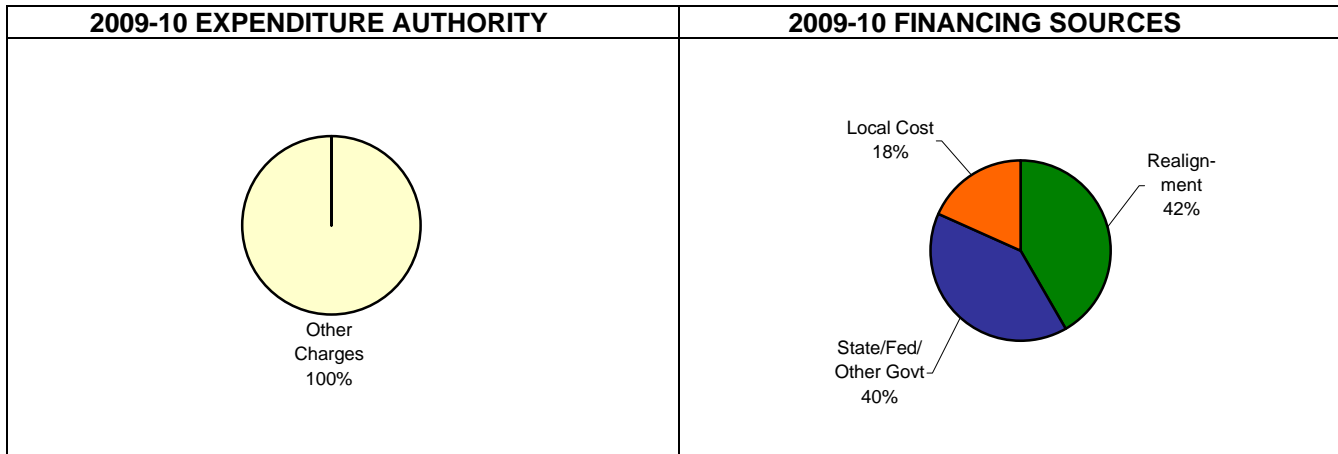 2009-10 EXPENDITURE AUTHORITY
Other
Charges
100%
2009-10 FINANCING SOURCES
Local Cost
18%
Realign-
ment
42%
State/Fed/
Other Govt
40%